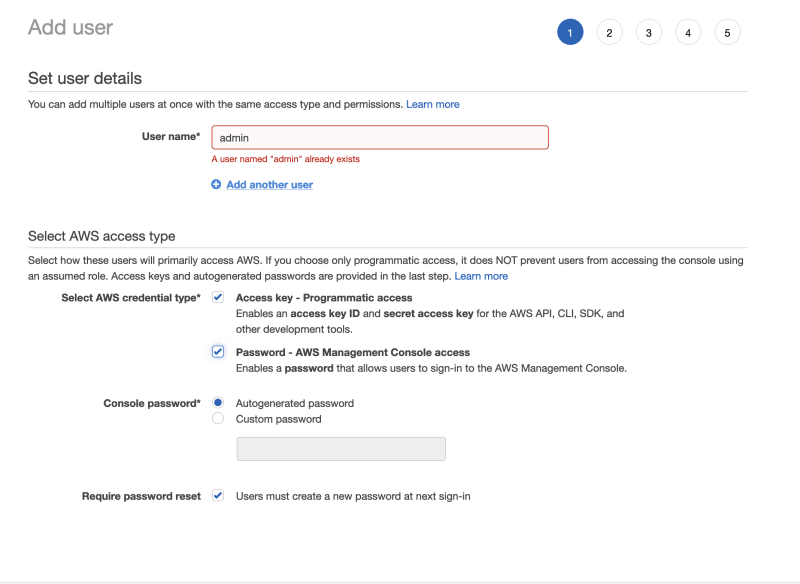 Add user
1 2 3 4 5
Set user details
You can add multiple users at once with the same access type and permissions. Learn more
User name* admin
A user named "admin" already exists
Add another user
Select AWS access type
Select how these users will primarily access AWS. If you choose only programmatic access, it does NOT prevent users from accessing the console using
an assumed role. Access keys and autogenerated passwords are provided in the last step. Learn more
Select AWS credential type* Access key - Programmatic access
Enables an access key ID and secret access key for the AWS API, CLI, SDK, and
other development tools.
Password - AWS Management Console access
Enables a password that allows users to sign-in to the AWS Management Console.
Console password* Autogenerated password
Custom password
Require password reset Users must create a new password at next sign-in